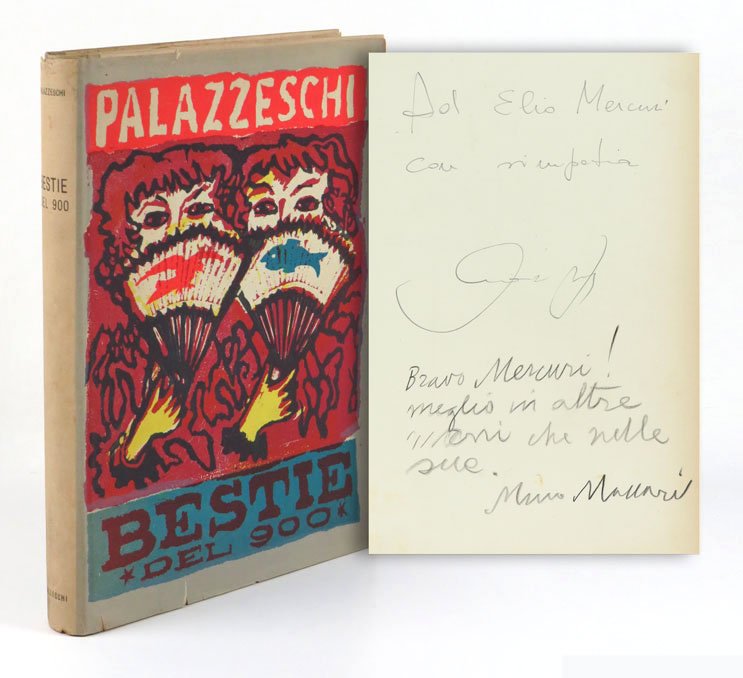 PALAZZESCHI
BESTIE
DEL 900
PALAZZESCHI
BESTIE
*DEL 900*
Ad Elio Mercuri
con simpatia
Bravo Mercuri!
meglio in altre
che nelle
sue.
Mino Maccari